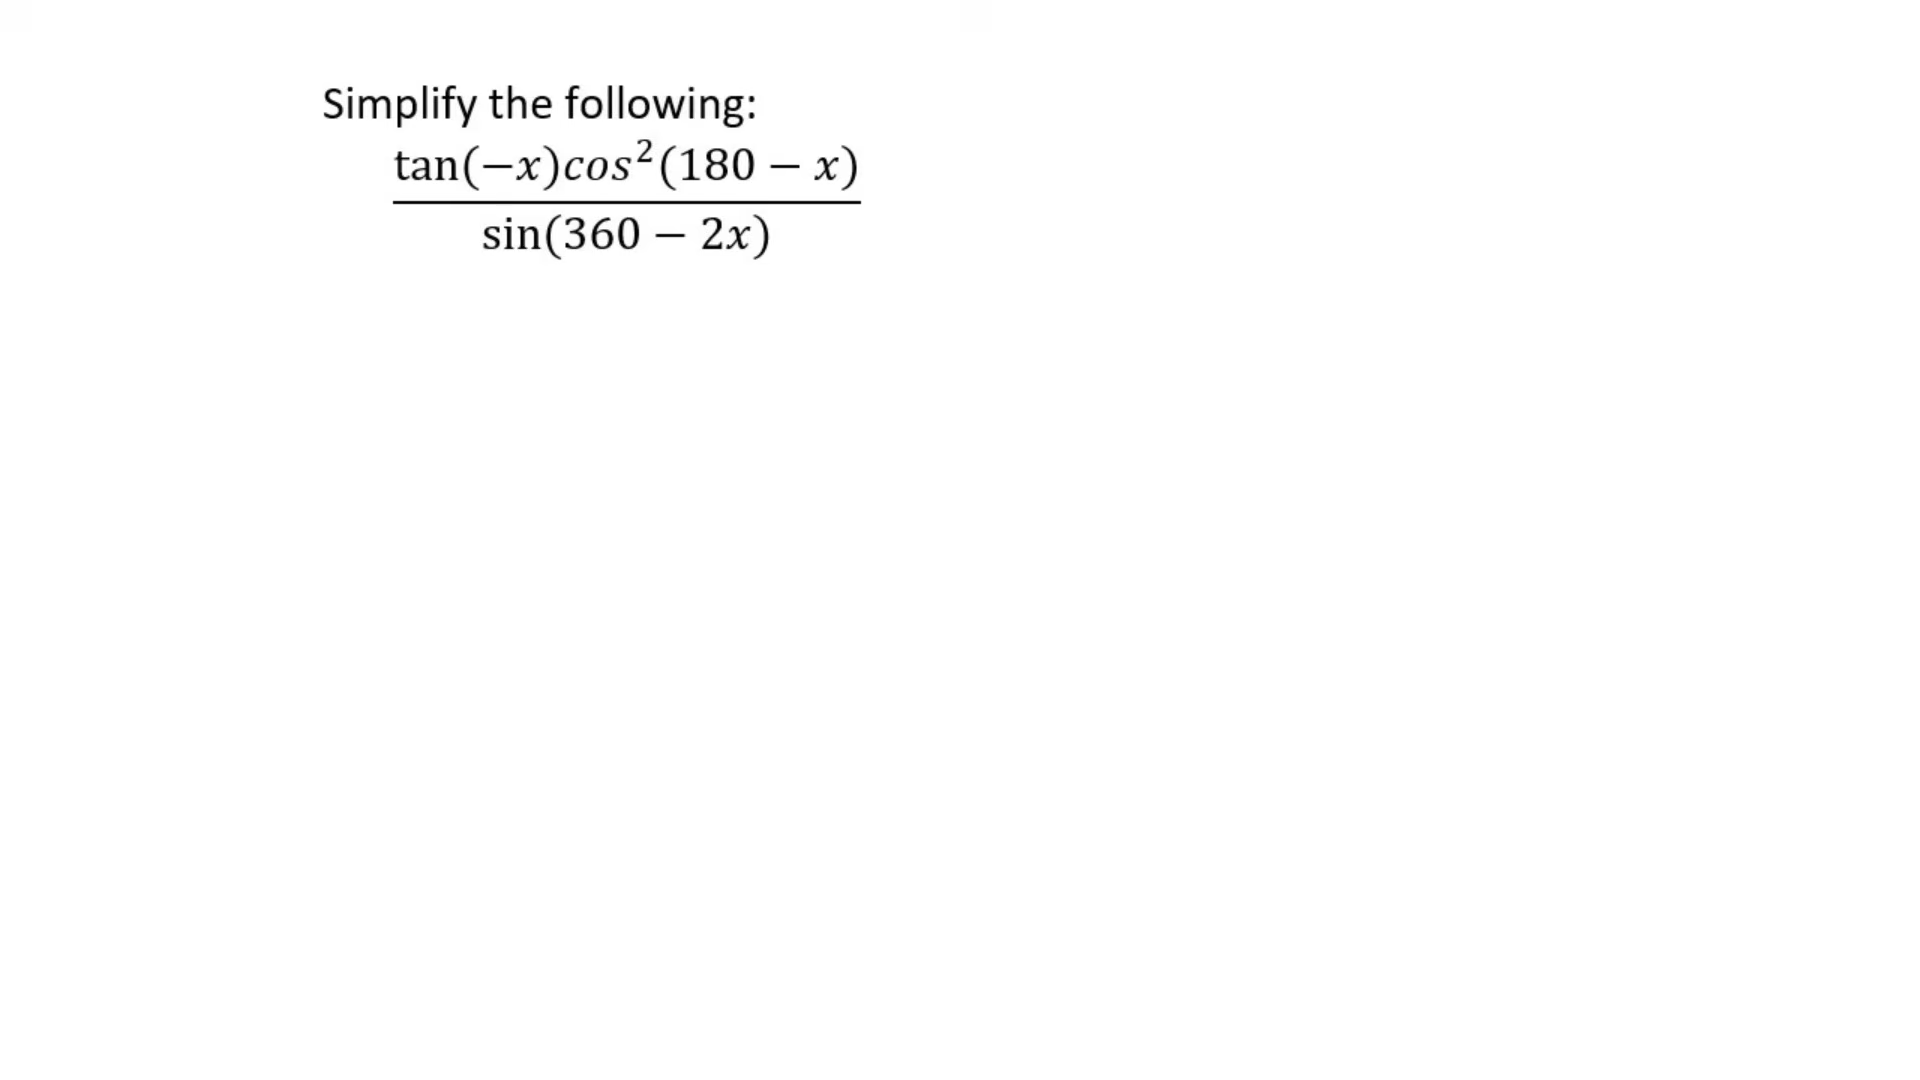 Simplify the following:
tan(−x)cos²(180 − x)
sin(360 − 2x)